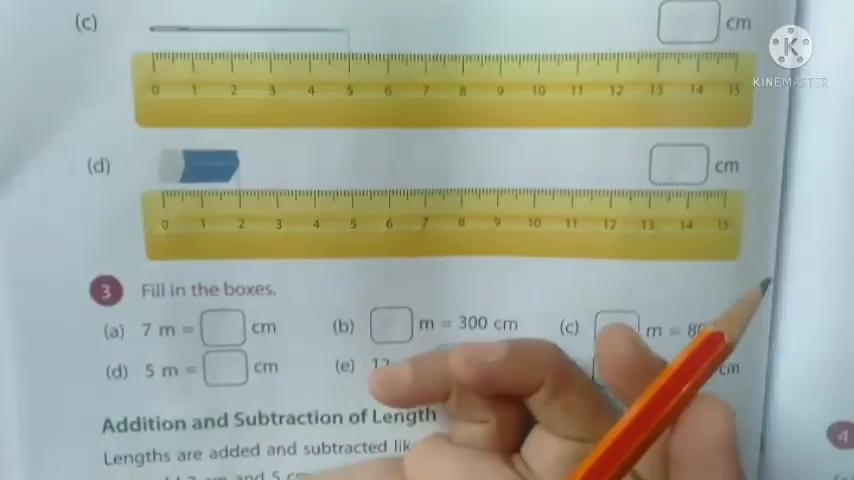 (c) cm
K
KINEMASTER
0 1 2 3 4 5 6 7 8 9 10 11 12 13 14 15
(d) cm
0 1 2 3 4 5 6 7 8 9 10 11 12 13 14 15
3 Fill in the boxes.
(a) 7 m = cm (b) m = 300 cm (c) m =
(d) 5 m = cm (e) cm
Addition and Subtraction of Length
Lengths are added and subtracted
and 5
4